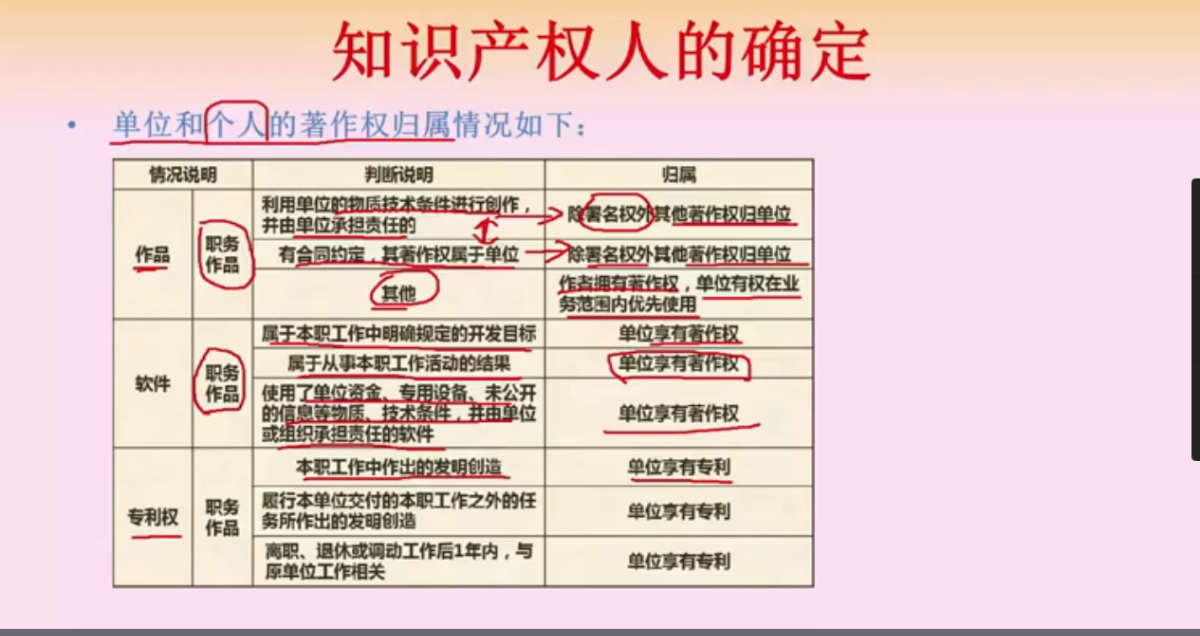 知识产权人的确定
• 单位和个人的著作权归属情况如下：
情况说明 判断说明 归属
作品
职务
作品
利用单位的物质技术条件进行创作，
并由单位承担责任的
除署名权外其他著作权归单位
有合同约定，其著作权属于单位
除署名权外其他著作权归单位
其他
作者拥有著作权，单位有权在业
务范围内优先使用
软件
职务
作品
属于本职工作中明确规定的开发目标
单位享有著作权
属于从事本职工作活动的结果
单位享有著作权
使用了单位资金、专用设备、未公开
的信息等物质、技术条件，并由单位
或组织承担责任的软件
单位享有著作权
专利权
职务
作品
本职工作中作出的发明创造
单位享有专利
履行本单位交付的本职工作之外的任
务所作出的发明创造
单位享有专利
离职、退休或调动工作后1年内，与
原单位工作相关
单位享有专利